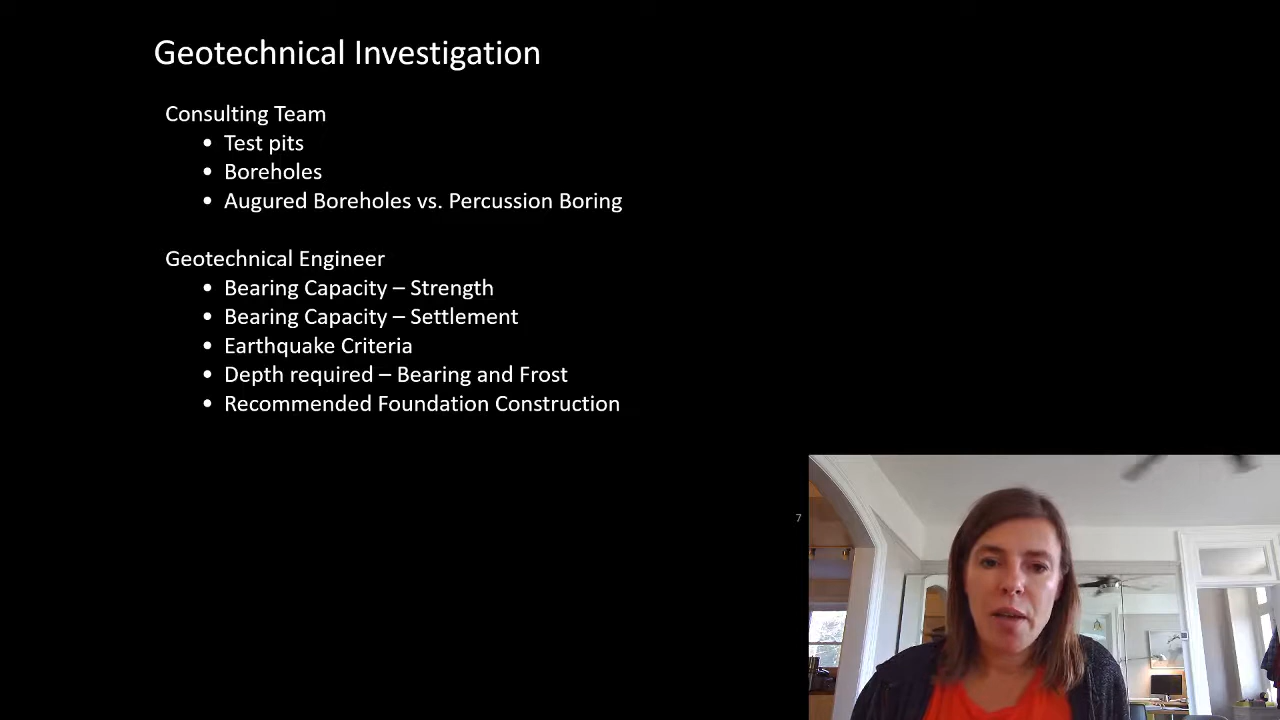 Geotechnical Investigation
Consulting Team
• Test pits
• Boreholes
• Augured Boreholes vs. Percussion Boring
Geotechnical Engineer
• Bearing Capacity – Strength
• Bearing Capacity – Settlement
• Earthquake Criteria
• Depth required – Bearing and Frost
• Recommended Foundation Construction
7